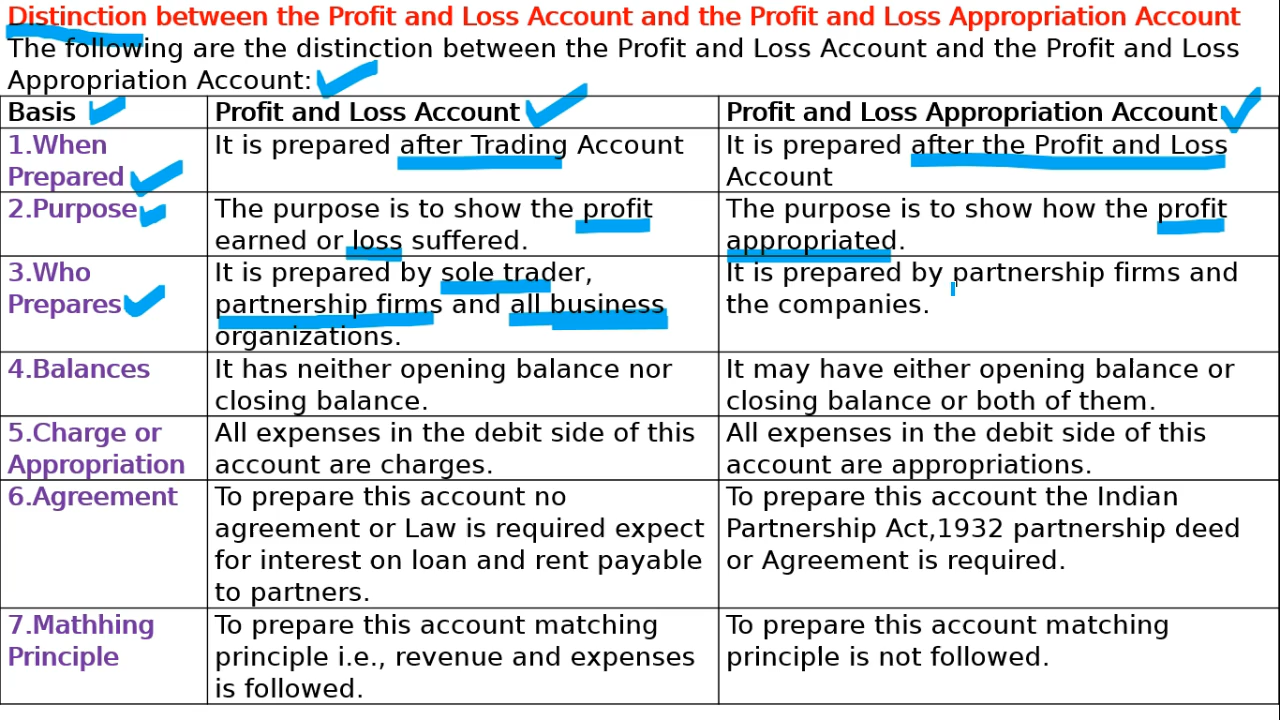 Distinction between the Profit and Loss Account and the Profit and Loss Appropriation Account
The following are the distinction between the Profit and Loss Account and the Profit and Loss
Appropriation Account:
Basis
Profit and Loss Account
Profit and Loss Appropriation Account
1.When
Prepared
It is prepared after Trading Account
It is prepared after the Profit and Loss
Account
2.Purpose
The purpose is to show the profit
earned or loss suffered.
The purpose is to show how the profit
appropriated.
3.Who
Prepares
It is prepared by sole trader,
partnership firms and all business
organizations.
It is prepared by partnership firms and
the companies.
4.Balances
It has neither opening balance nor
closing balance.
It may have either opening balance or
closing balance or both of them.
5.Charge or
Appropriation
All expenses in the debit side of this
account are charges.
All expenses in the debit side of this
account are appropriations.
6.Agreement
To prepare this account no
agreement or Law is required expect
for interest on loan and rent payable
to partners.
To prepare this account the Indian
Partnership Act,1932 partnership deed
or Agreement is required.
7.Mathhing
Principle
To prepare this account matching
principle i.e., revenue and expenses
is followed.
To prepare this account matching
principle is not followed.